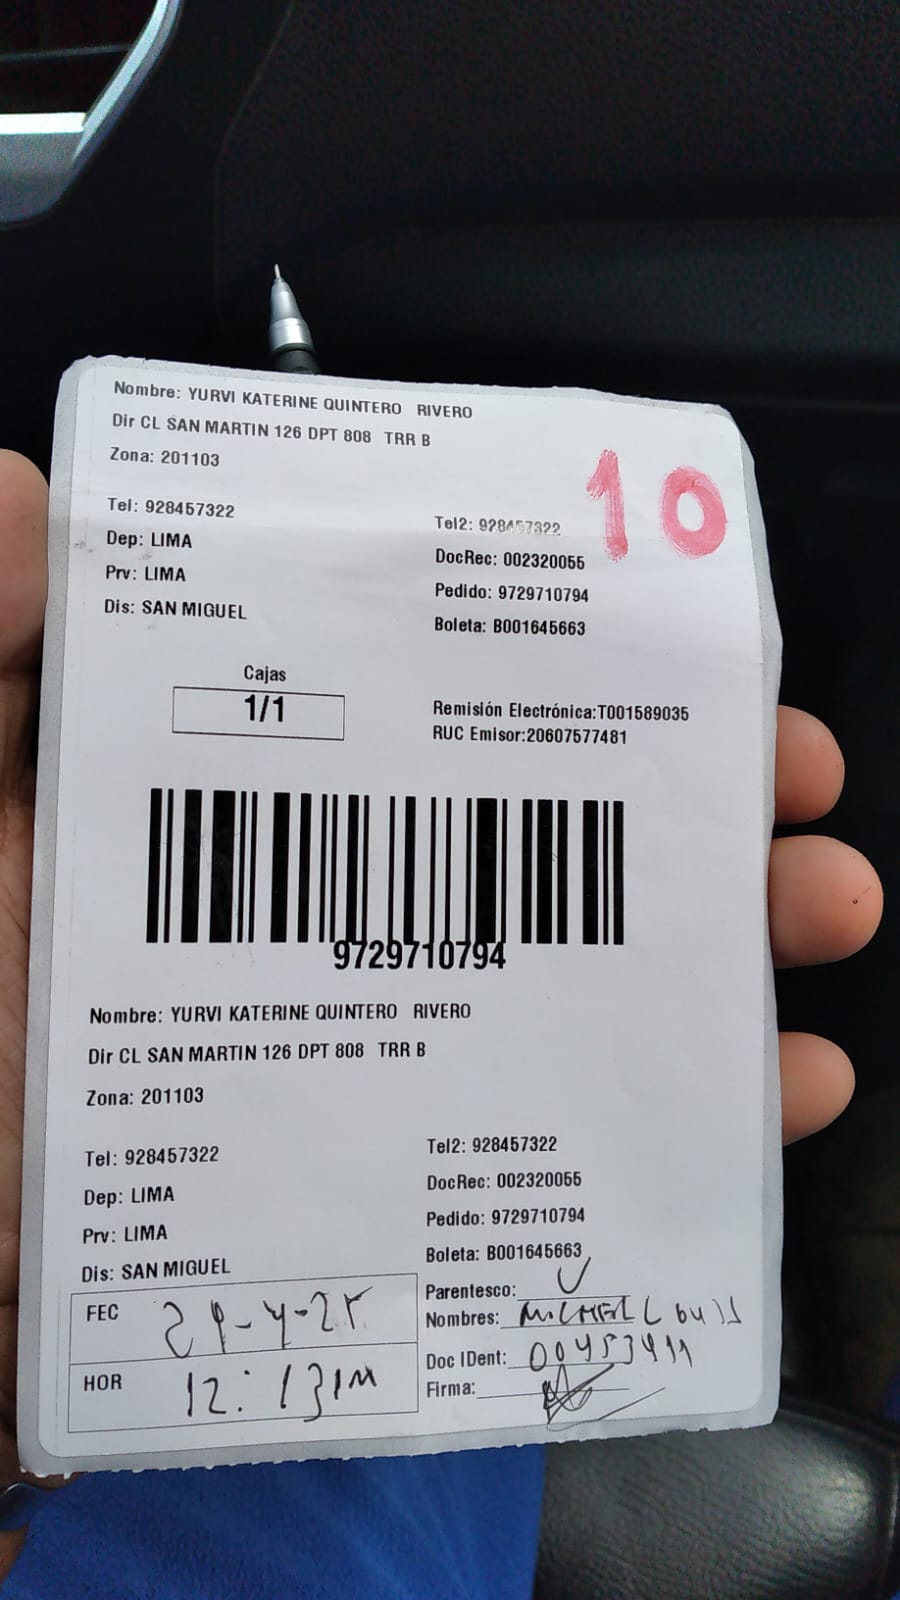 Nombre: YURVI KATERINE QUINTERO RIVERO
Dir CL SAN MARTIN 126 DPT 808 TRR B
Zona: 201103
10
Tel: 928457322
Tel2: 928457322
Dep: LIMA
DocRec: 002320055
Prv: LIMA
Pedido: 9729710794
Dis: SAN MIGUEL
Boleta: B001645663
Cajas
1/1
Remisión Electrónica:T001589035
RUC Emisor:20607577481
9729710794
Nombre: YURVI KATERINE QUINTERO RIVERO
Dir CL SAN MARTIN 126 DPT 808 TRR B
Zona: 201103
Tel: 928457322
Tel2: 928457322
Dep: LIMA
DocRec: 002320055
Prv: LIMA
Pedido: 9729710794
Dis: SAN MIGUEL
Boleta: B001645663
FEC
Parentesco:
Nombres:
HOR 12:13
Doc IDent:
Firma: